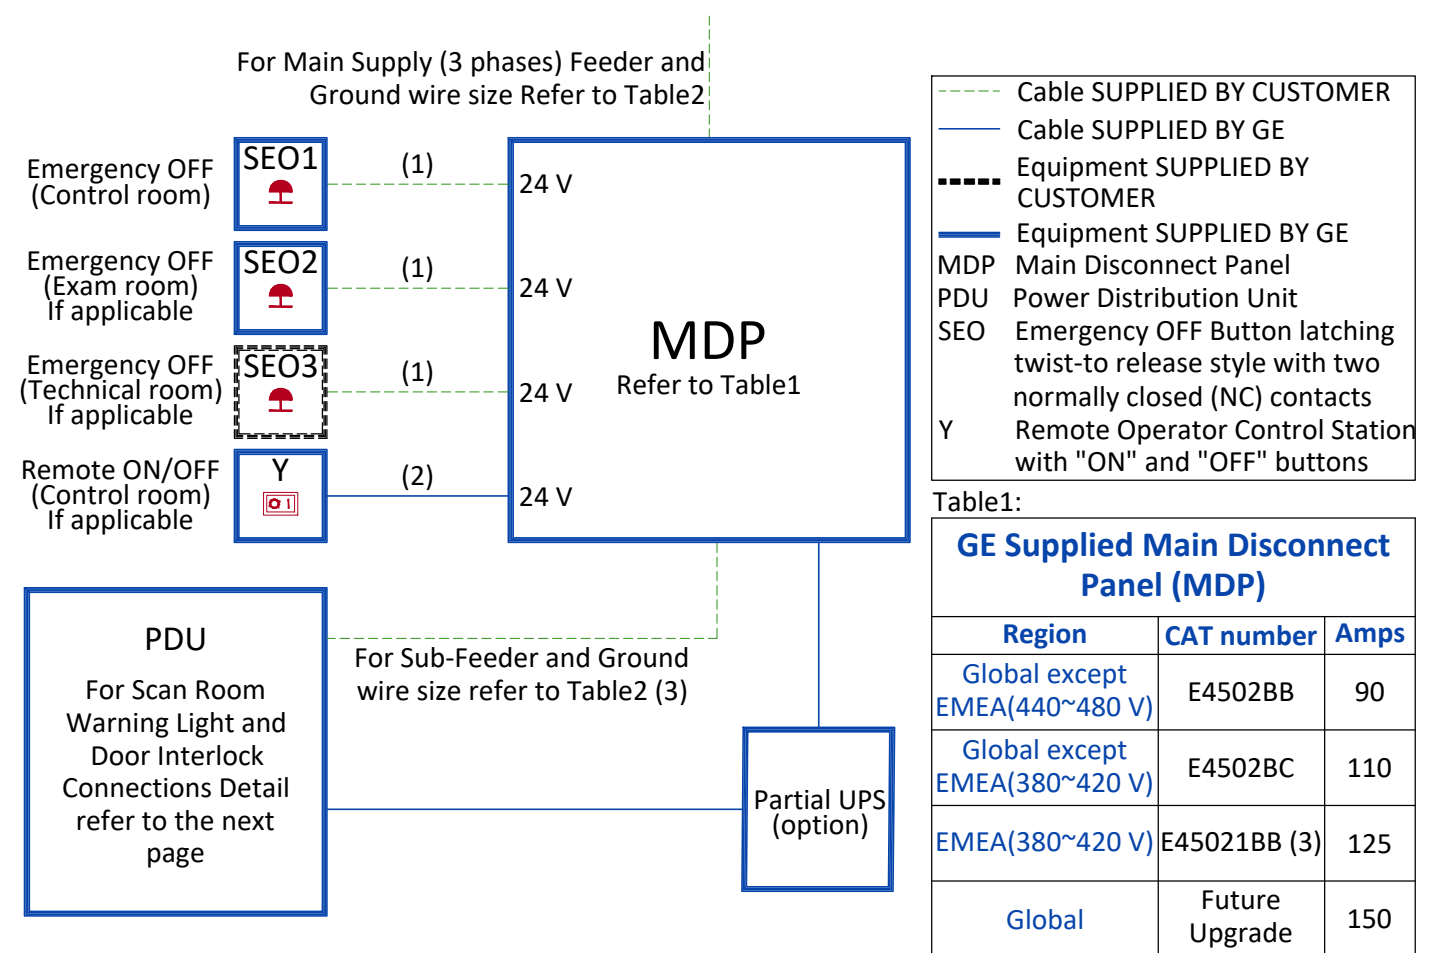 For Main Supply (3 phases) Feeder and
Ground wire size Refer to Table2
Emergency OFF
(Control room)
SEO1
(1)
24 V
Emergency OFF
(Exam room)
If applicable
SEO2
(1)
24 V
Emergency OFF
(Technical room)
If applicable
SEO3
(1)
24 V
Remote ON/OFF
(Control room)
If applicable
Y
(2)
24 V
MDP
Refer to Table1
PDU
For Scan Room
Warning Light and
Door Interlock
Connections Detail
refer to the next
page
For Sub-Feeder and Ground
wire size refer to Table2 (3)
Partial UPS
(option)
Cable SUPPLIED BY CUSTOMER
Cable SUPPLIED BY GE
Equipment SUPPLIED BY
CUSTOMER
Equipment SUPPLIED BY GE
MDP Main Disconnect Panel
PDU Power Distribution Unit
SEO Emergency OFF Button latching
twist-to release style with two
normally closed (NC) contacts
Y Remote Operator Control Station
with "ON" and "OFF" buttons
Table1:
GE Supplied Main Disconnect
Panel (MDP)
Region CAT number Amps
Global except
EMEA(440~480 V) E4502BB 90
Global except
EMEA(380~420 V) E4502BC 110
EMEA(380~420 V) E45021BB (3) 125
Global Future
Upgrade 150